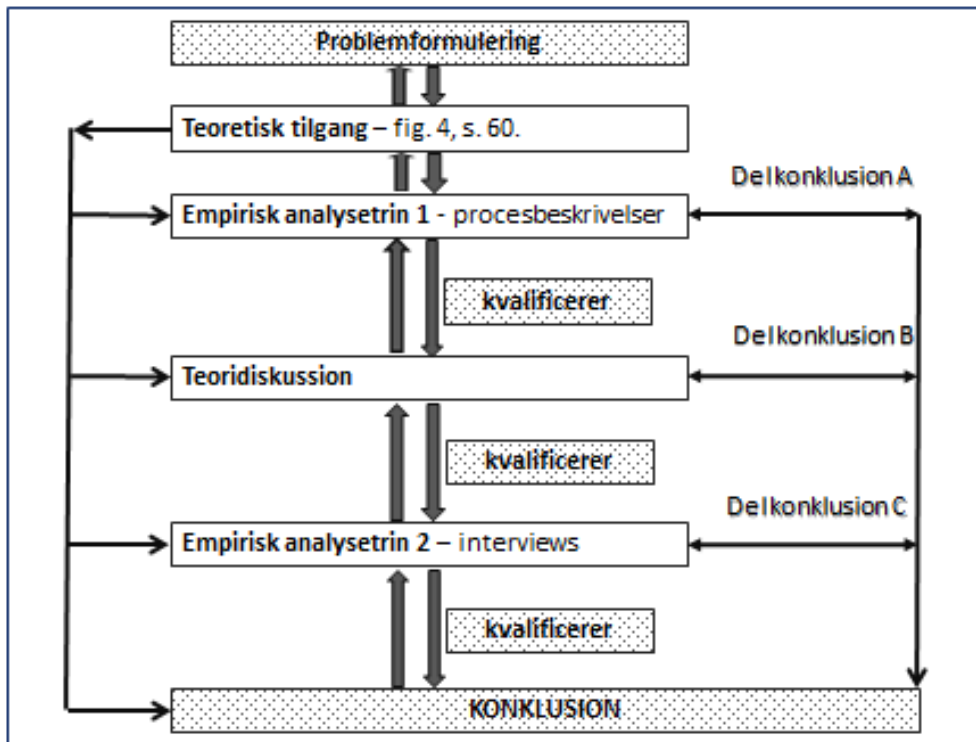 Problemformulering
Teoretisk tilgang – fig. 4, s. 60.
Delkonklusion A
Empirisk analysetrin 1 - procesbeskrivelser
kvalificerer
Delkonklusion B
Teoridiskussion
kvalificerer
Delkonklusion C
Empirisk analysetrin 2 – interviews
kvalificerer
KONKLUSION